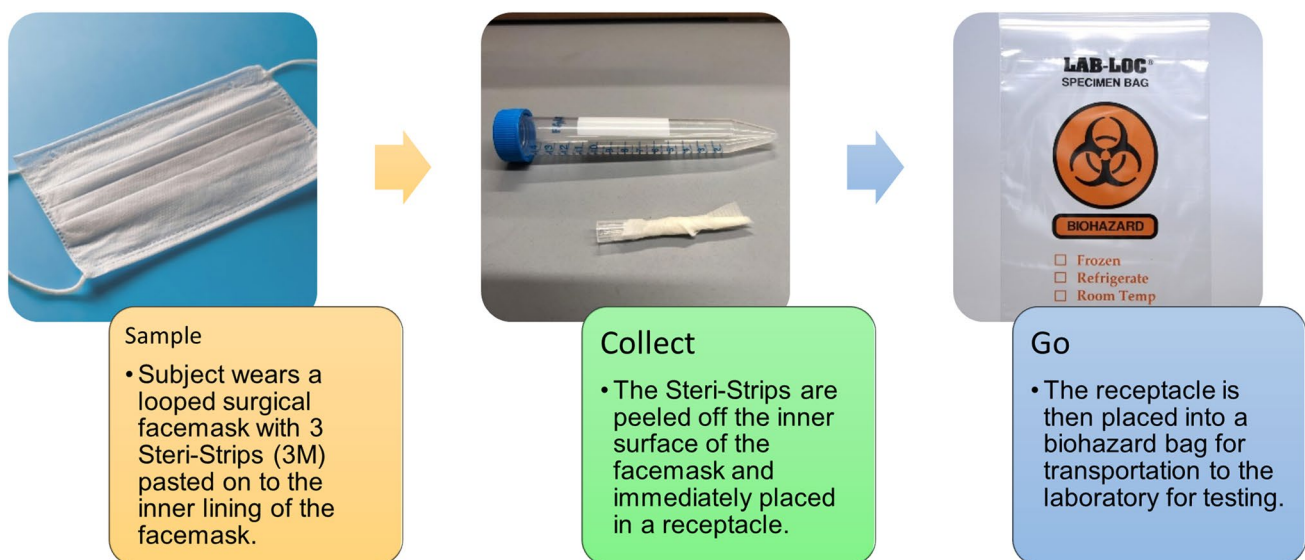 LAB-LOC®
SPECIMEN BAG
BIOHAZARD
☐ Frozen
☐ Refrigerate
☐ Room Temp
Sample
• Subject wears a
looped surgical
facemask with 3
Steri-Strips (3M)
pasted on to the
inner lining of the
facemask.
Collect
• The Steri-Strips are
peeled off the inner
surface of the
facemask and
immediately placed
in a receptacle.
Go
• The receptacle is
then placed into a
biohazard bag for
transportation to the
laboratory for testing.